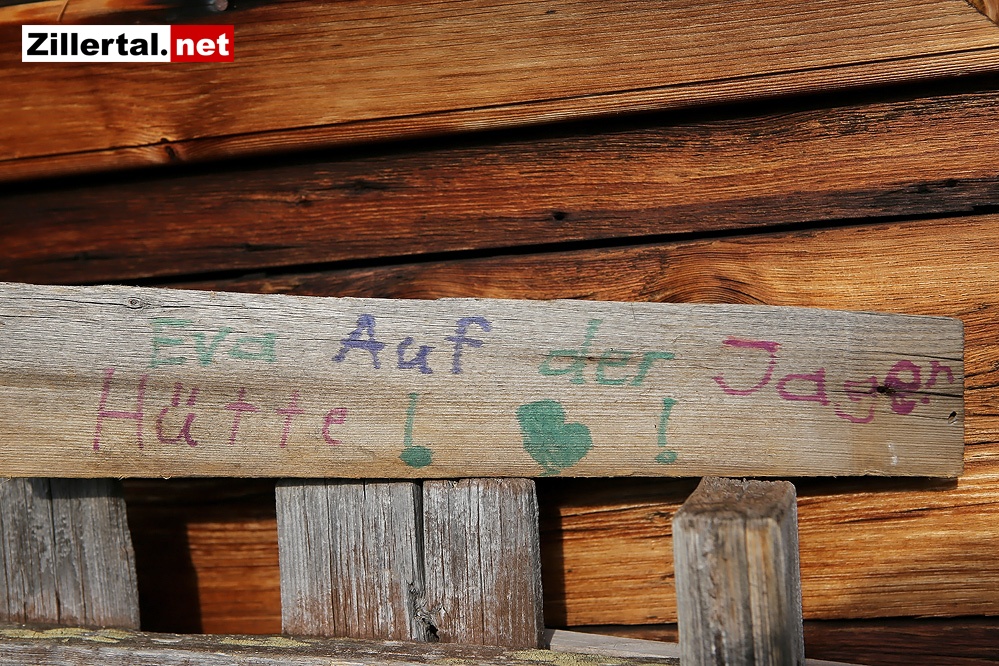 Zillertal.net
Eva Auf der Jager
Hütte ! !